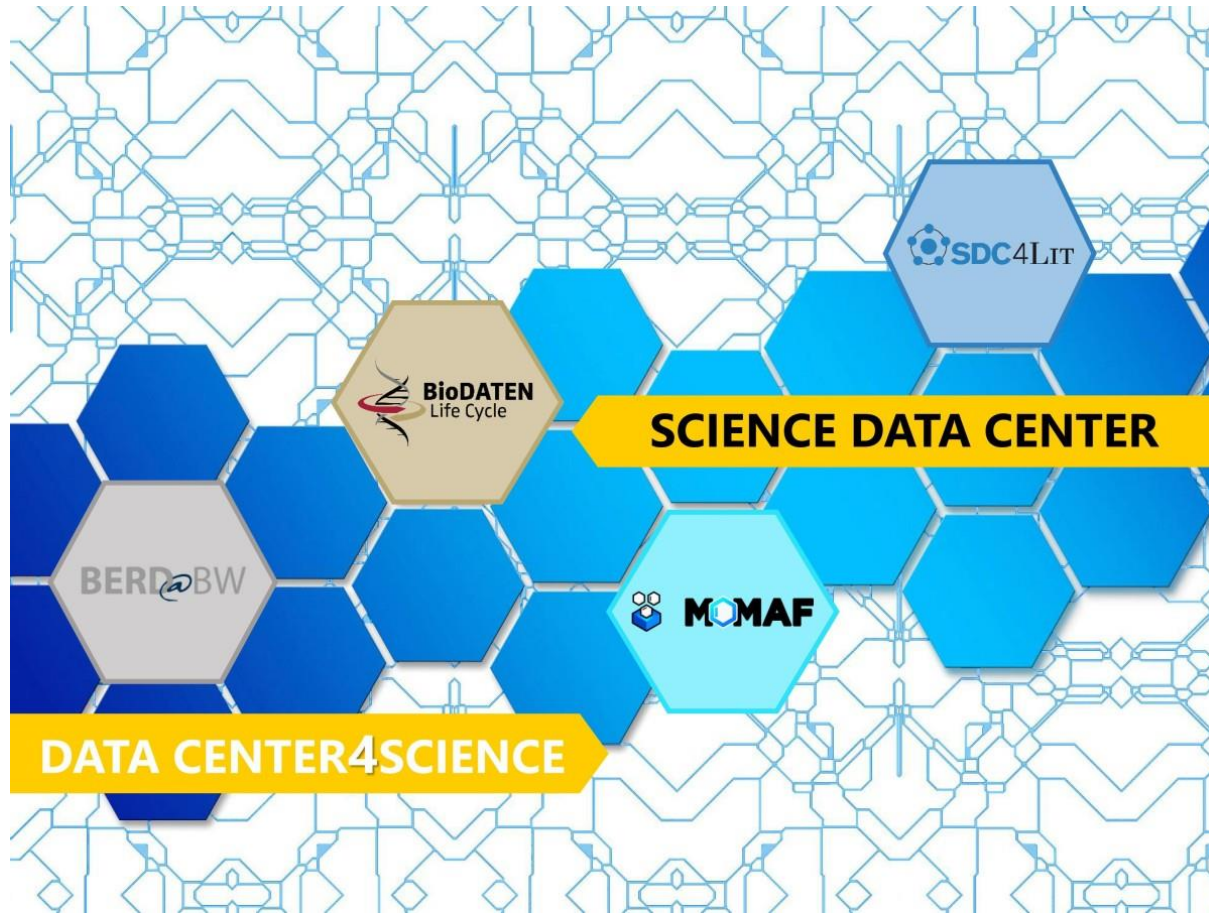 SDC4LIT
BioDATEN
Life Cycle
SCIENCE DATA CENTER
BERD@BW
MOMAF
DATA CENTER4SCIENCE